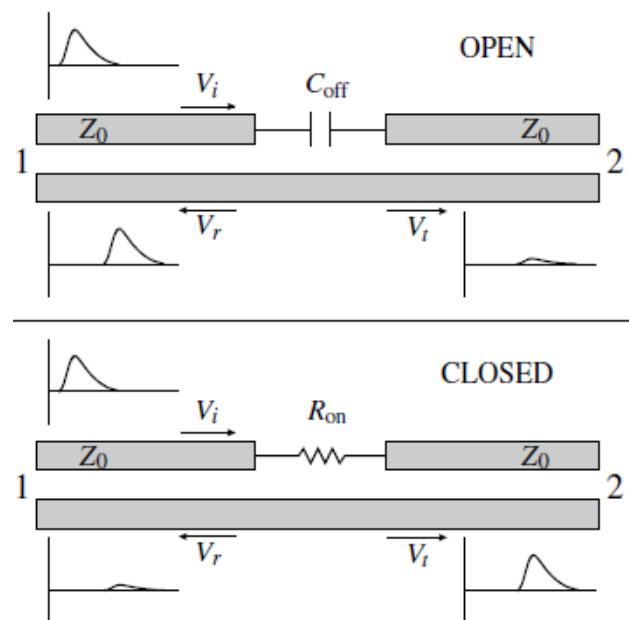 OPEN
V_i
C_off
Z_0
Z_0
1
2
V_r
V_t
CLOSED
V_i
R_on
Z_0
Z_0
1
2
V_r
V_t